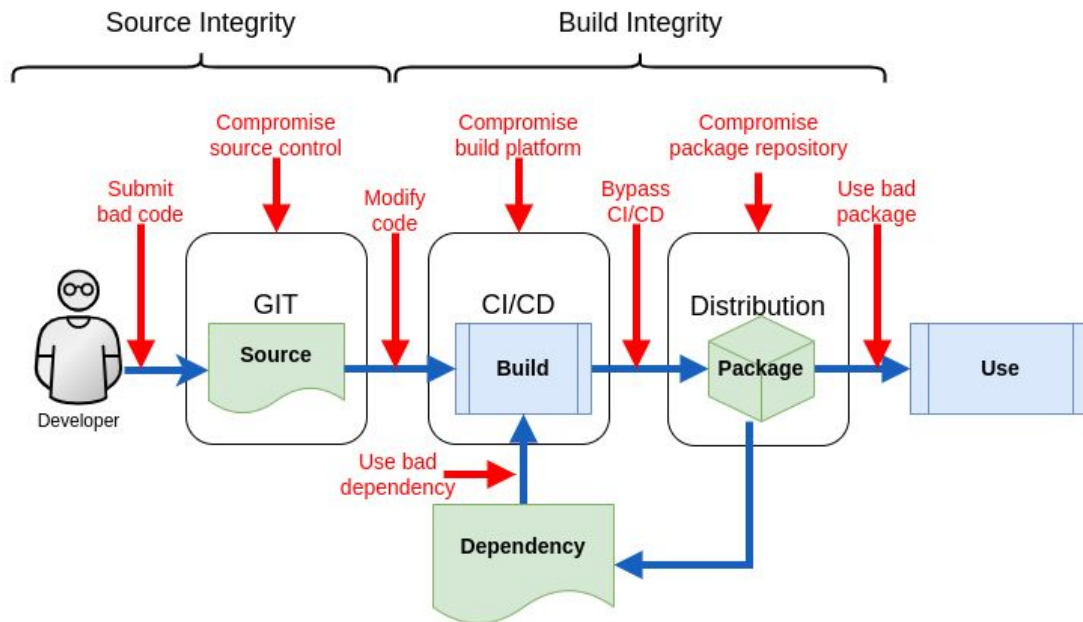 Source Integrity
Build Integrity
Compromise
source control
Compromise
build platform
Compromise
package repository
Submit
bad code
Modify
code
Bypass
CI/CD
Use bad
package
GIT
CI/CD
Distribution
Source
Build
Package
Use
Developer
Use bad
dependency
Dependency